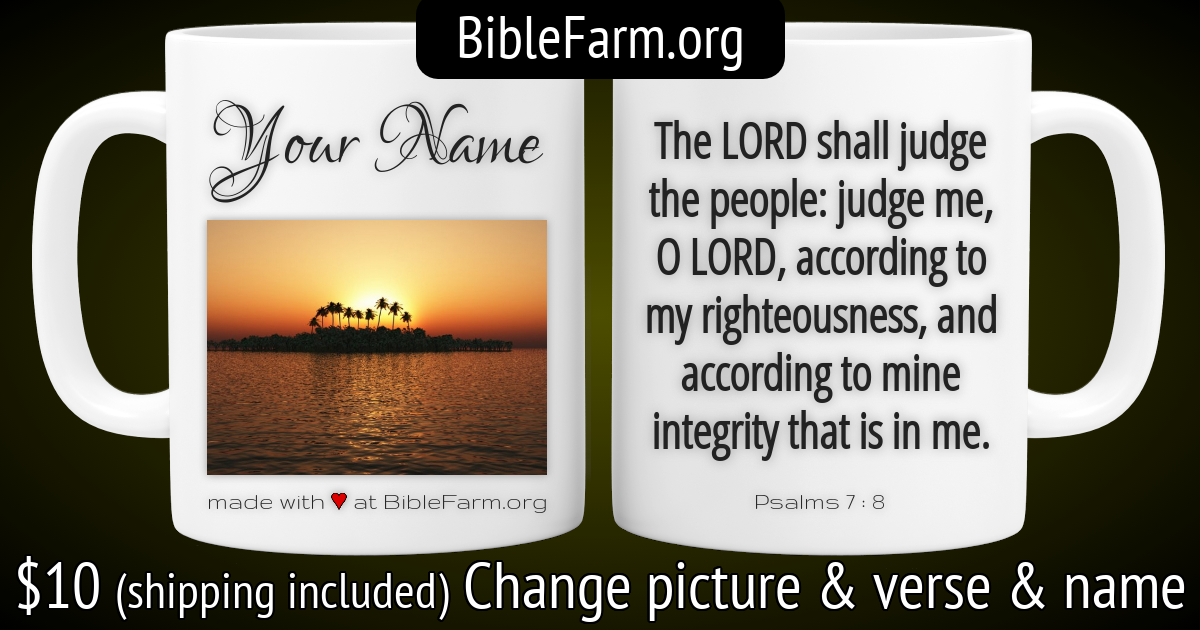 BibleFarm.org
Your Name
made with ♥ at BibleFarm.org
The LORD shall judge
the people: judge me,
O LORD, according to
my righteousness, and
according to mine
integrity that is in me.
Psalms 7 : 8
$10 (shipping included) Change picture & verse & name